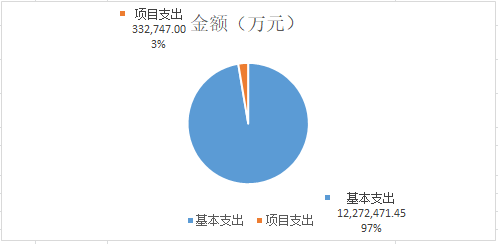 项目支出
332,747.00
3%
金额（万元）
基本支出
12,272,471.45
97%
基本支出 项目支出